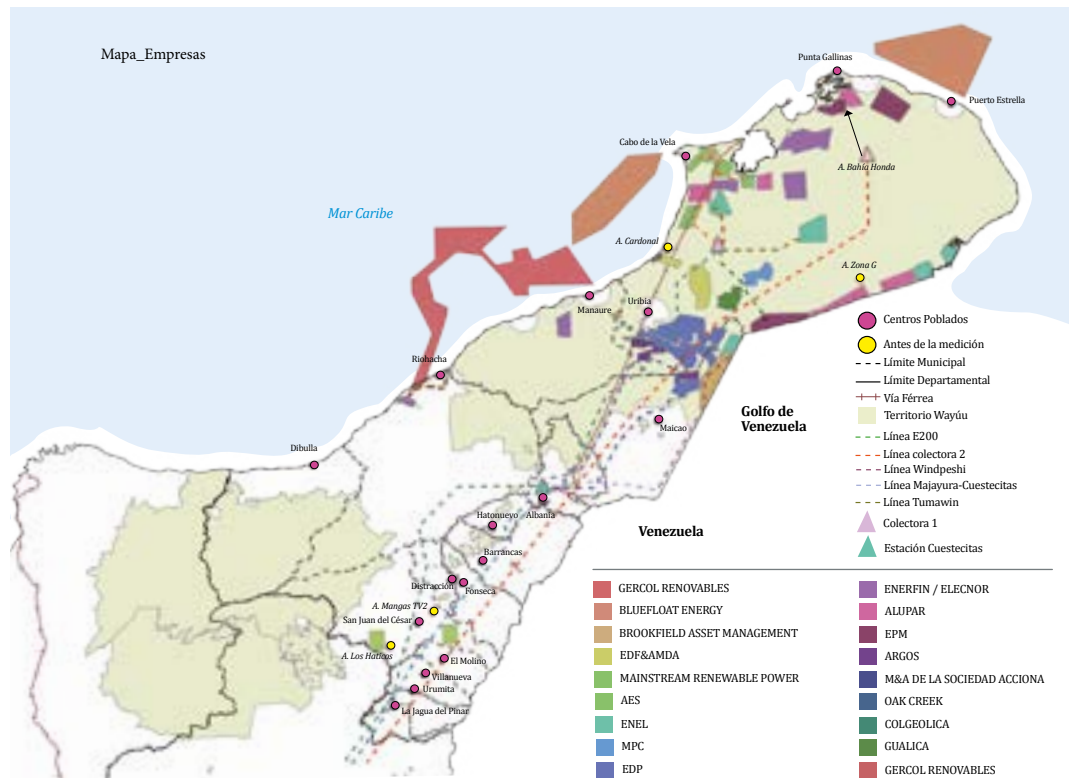 Mapa_Empresas
Punta Gallinas
Puerto Estrella
Cabo de la Vela
A. Bahía Honda
Mar Caribe
A. Cardonal
A. Zona G
Manaure
Uribia
Riohacha
Golfo de
Venezuela
Maicao
Dibulla
Albania
Hatonuevo
Venezuela
Barrancas
Distracción
Fonseca
A. Mangas TV2
San Juan del César
A. Los Haticos
El Molino
Villanueva
Urumita
La Jagua del Pinar
Centros Poblados
Antes de la medición
Límite Municipal
Límite Departamental
Vía Férrea
Territorio Wayúu
Línea E200
Línea colectora 2
Línea Windpeshi
Línea Majayura-Cuestecitas
Línea Tumawin
Colectora 1
Estación Cuestecitas
GERCOL RENOVABLES
BLUEFLOAT ENERGY
BROOKFIELD ASSET MANAGEMENT
EDF&AMDA
MAINSTREAM RENEWABLE POWER
AES
ENEL
MPC
EDP
ENERFIN / ELECNOR
ALUPAR
EPM
ARGOS
M&A DE LA SOCIEDAD ACCIONA
OAK CREEK
COLGEOLICA
GUALICA
GERCOL RENOVABLES